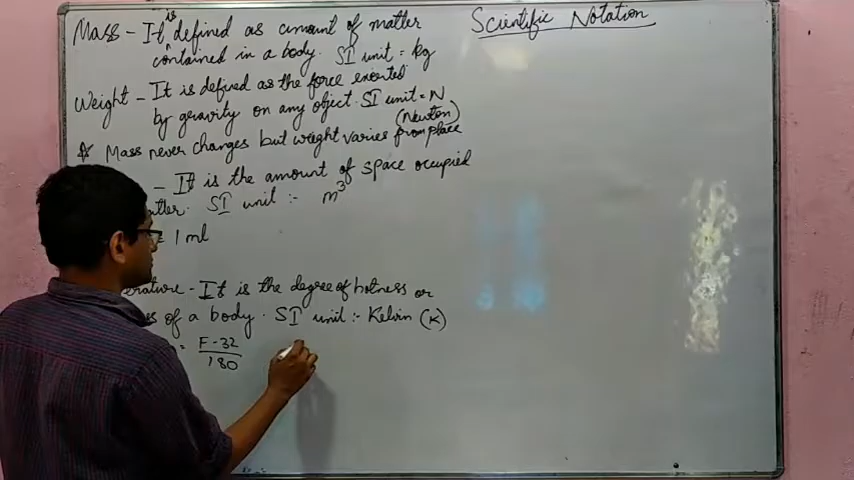 Mass - It is defined as amount of matter
contained in a body. SI unit = kg
Weight - It is defined as the force exerted
by gravity on any object. SI unit = N
(Newton)
* Mass never changes but weight varies from place
- It is the amount of space occupied
SI unit :- m³
= 1 ml
erature - It is the degree of hotness or
of a body. SI unit :- Kelvin (K)
= F-32
180
Scientific Notation